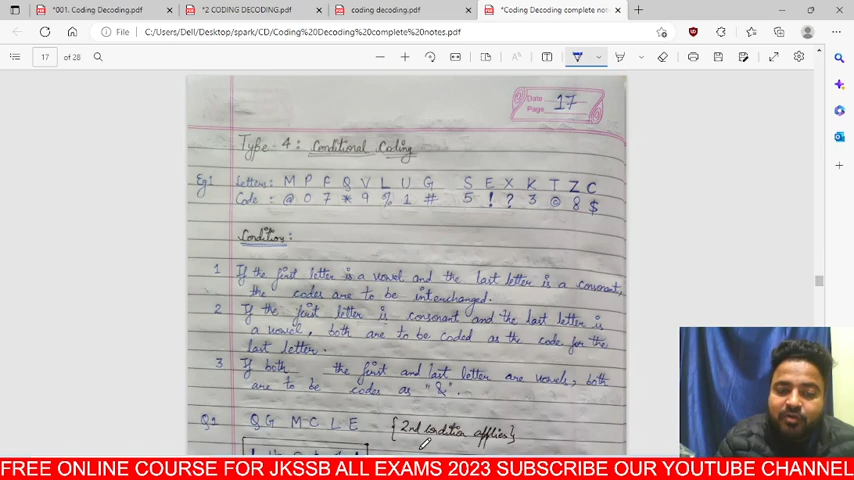 *001. Coding Decoding.pdf
*2 CODING DECODING.pdf
coding decoding.pdf
*Coding Decoding complete not
File
C:/Users/Dell/Desktop/spark/CD/Coding%20Decoding%20complete%20notes.pdf
17 of 28
Date
Page 17
Type-4: Conditional Coding
Eg1 Letters: M P F Q V L U G S E X K T Z C
Code : @ 0 7 * 9 % 1 # 5 ! ? 3 © 8 $
Condition:
1 If the first letter is a vowel and the last letter is a consonant,
the codes are to be interchanged.
2 If the first letter is consonant and the last letter is
a vowel, both are to be coded as the code for the
last letter.
3 If both the first and last letter are vowels, both
are to be codes as "&".
Q1 Q G M C L E {2nd condition applies}
FREE ONLINE COURSE FOR JKSSB ALL EXAMS 2023 SUBSCRIBE OUR YOUTUBE CHANNEL